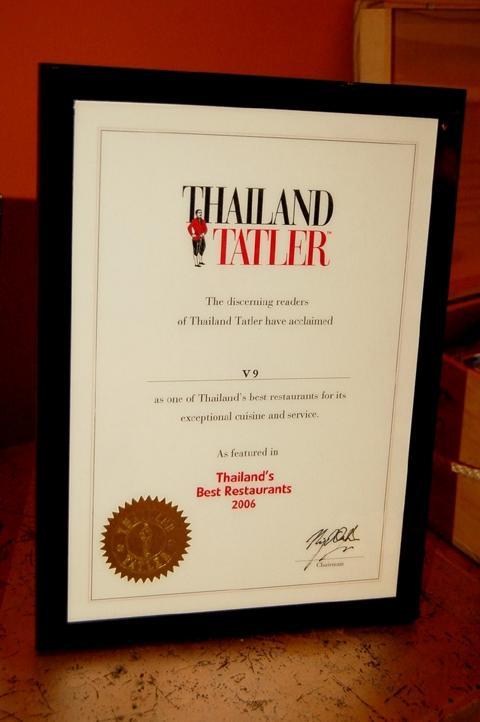 THAILAND
TATLER™
The discerning readers
of Thailand Tatler have acclaimed
V9
as one of Thailand's best restaurants for its
exceptional cuisine and service.
As featured in
Thailand's
Best Restaurants
2006
Chairman